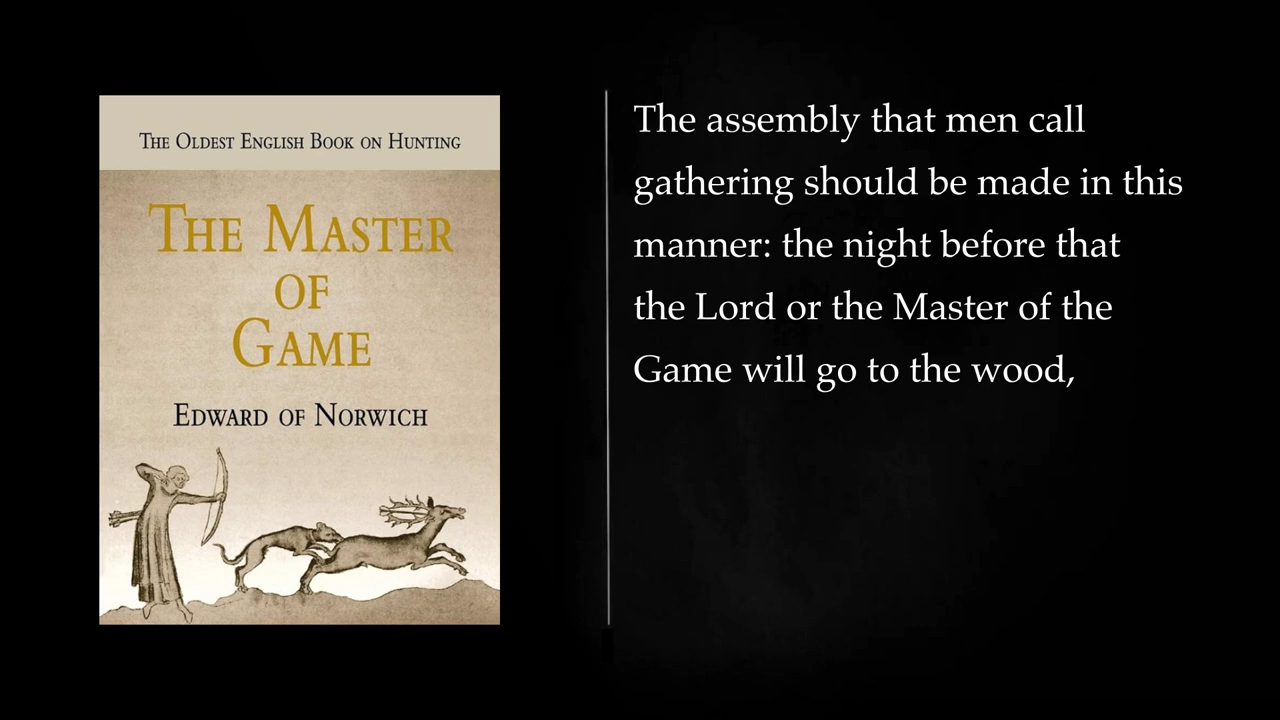 The Oldest English Book on Hunting
The Master
of
Game
Edward of Norwich
The assembly that men call
gathering should be made in this
manner: the night before that
the Lord or the Master of the
Game will go to the wood,